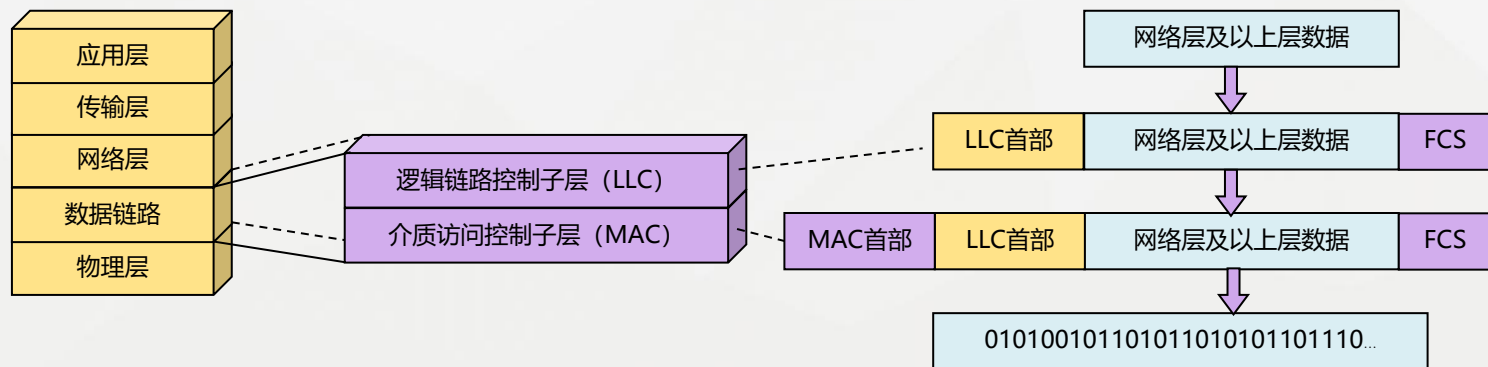 应用层
传输层
网络层
数据链路
物理层
逻辑链路控制子层（LLC）
介质访问控制子层（MAC）
网络层及以上层数据
LLC首部 网络层及以上层数据 FCS
MAC首部 LLC首部 网络层及以上层数据 FCS
010100101101011010101101110...